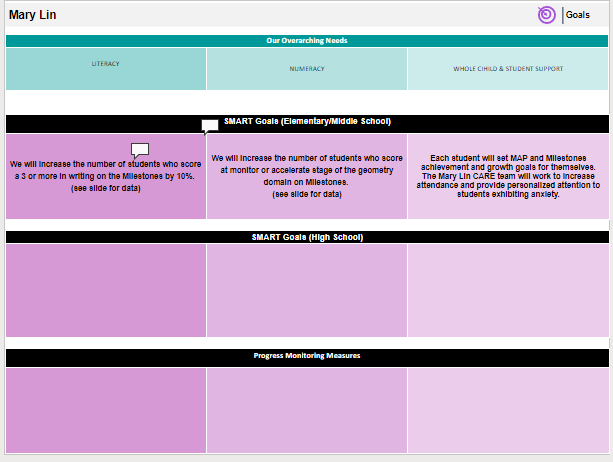 Mary Lin
Goals
Our Overarching Needs
LITERACY
NUMERACY
WHOLE CIHILD & STUDENT SUPPORT
SMART Goals (Elementary/Middle School)
We will increase the number of students who score
a 3 or more in writing on the Milestones by 10%.
(see slide for data)
We will increase the number of students who score
at monitor or accelerate stage of the geometry
domain on Milestones.
(see slide for data)
Each student will set MAP and Milestones
achievement and growth goals for themselves.
The Mary Lin CARE team will work to increase
attendance and provide personalized attention to
students exhibiting anxiety.
SMART Goals (High School)
Progress Monitoring Measures